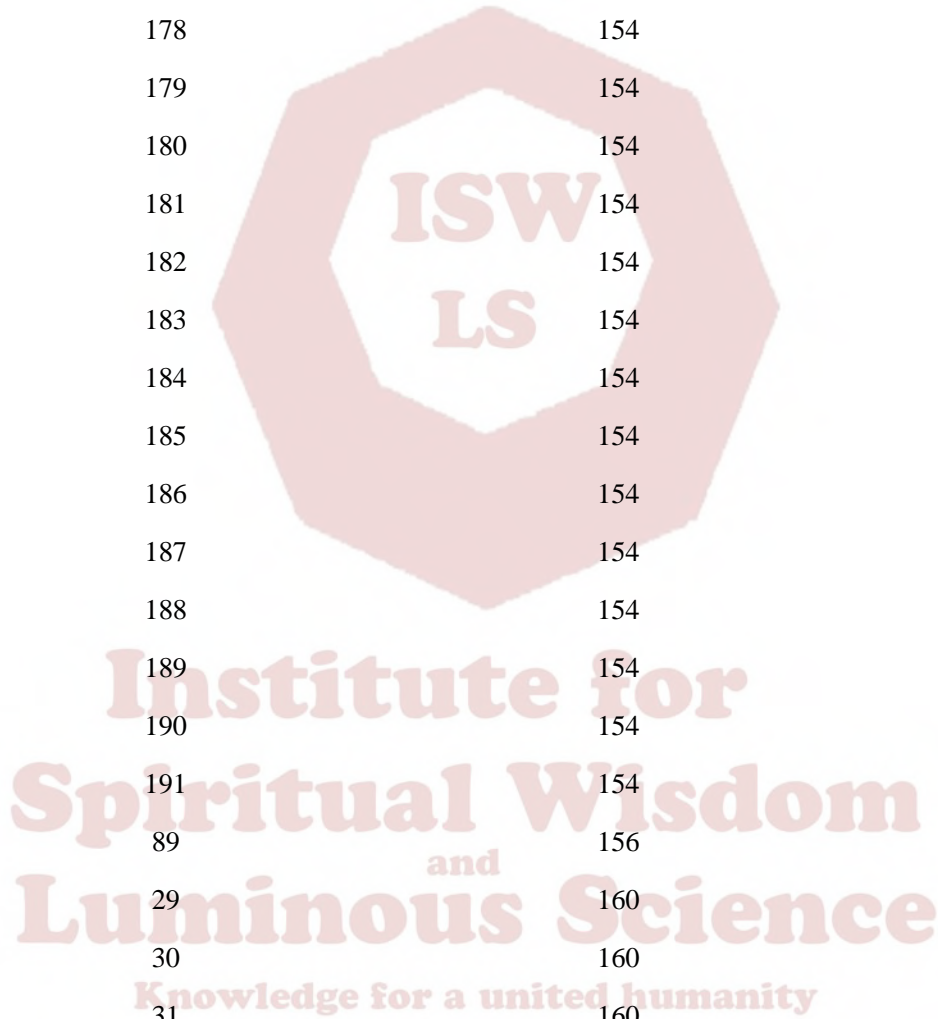 178 154
179 154
180 154
ISW
181 154
182 154
LS
183 154
184 154
185 154
186 154
187 154
188 154
Institute for
189 154
190 154
Spiritual Wisdom
191 154
89 156
and
Luminous Science
29 160
30 160
Knowledge for a united humanity
31 160